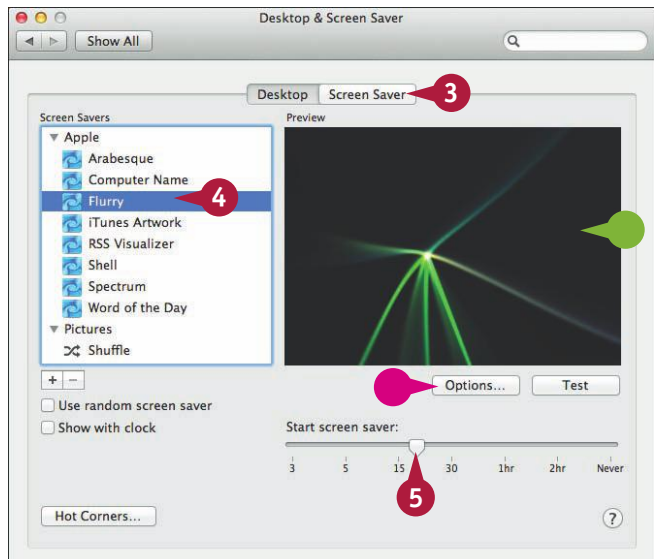 Desktop & Screen Saver
Show All
Desktop Screen Saver 3
Screen Savers
Preview
Apple
Arabesque
Computer Name
Flurry 4
iTunes Artwork
RSS Visualizer
Shell
Spectrum
Word of the Day
Pictures
Shuffle
+ −
Options... Test
Use random screen saver
Show with clock
Start screen saver:
3 5 15 30 1hr 2hr Never
5
Hot Corners... ?